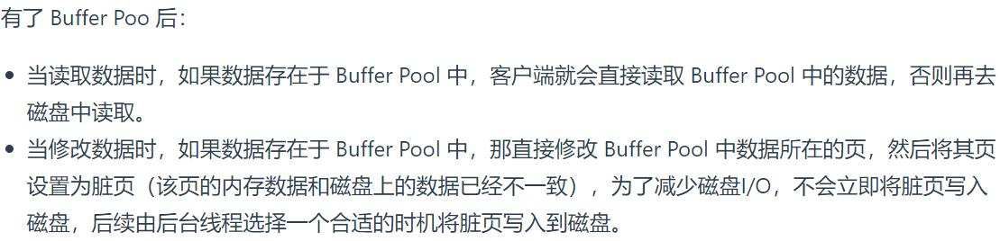 有了 Buffer Poo 后：
当读取数据时，如果数据存在于 Buffer Pool 中，客户端就会直接读取 Buffer Pool 中的数据，否则再去
磁盘中读取。
当修改数据时，如果数据存在于 Buffer Pool 中，那直接修改 Buffer Pool 中数据所在的页，然后将其页
设置为脏页（该页的内存数据和磁盘上的数据已经不一致），为了减少磁盘I/O，不会立即将脏页写入
磁盘，后续由后台线程选择一个合适的时机将脏页写入到磁盘。